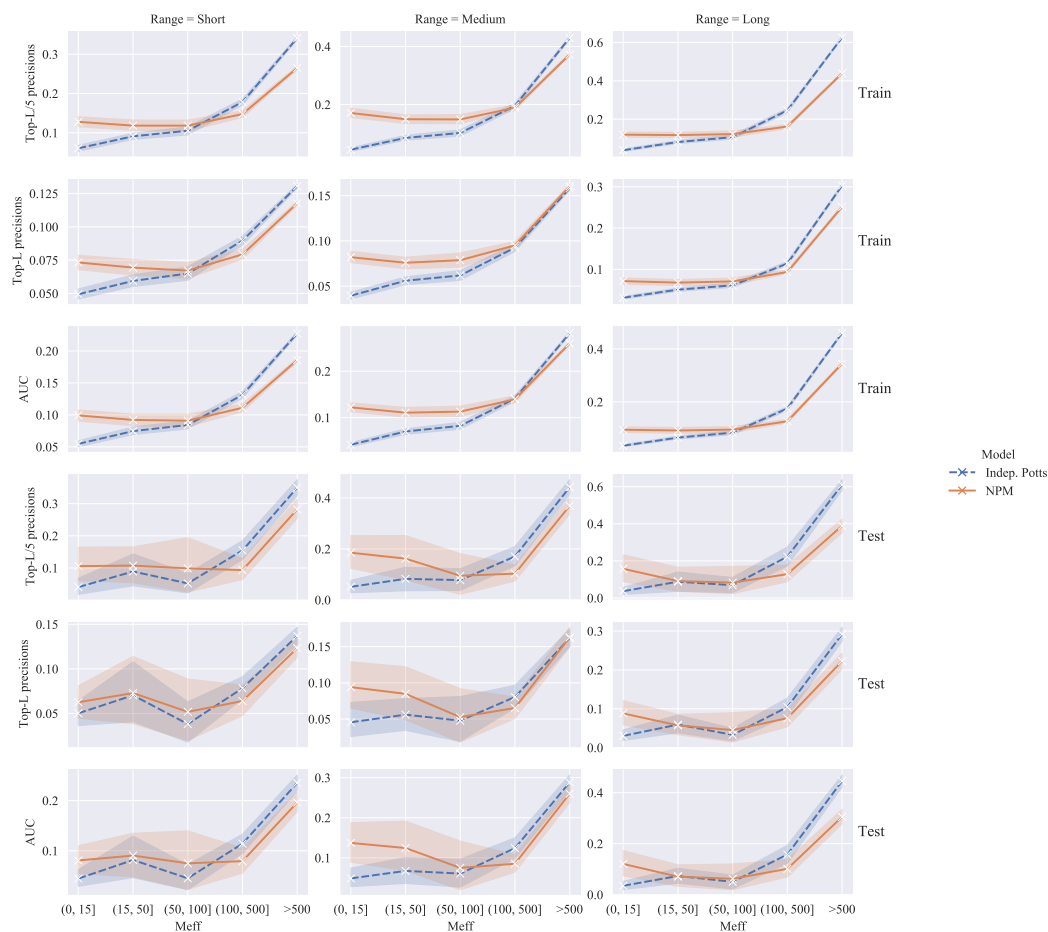 Range = Short Range = Medium Range = Long
Top-L/5 precisions
0.3
0.2
0.1
0.4
0.2
0.6
0.4
0.2
Train
Top-L precisions
0.125
0.100
0.075
0.050
0.15
0.10
0.05
0.3
0.2
0.1
Train
AUC
0.20
0.15
0.10
0.05
0.2
0.1
0.4
0.2
Train
Model
Indep. Potts
NPM
Top-L/5 precisions
0.3
0.2
0.1
0.4
0.2
0.0
0.6
0.4
0.2
0.0
Test
Top-L precisions
0.15
0.10
0.05
0.15
0.10
0.05
0.3
0.2
0.1
0.0
Test
AUC
0.2
0.1
0.3
0.2
0.1
0.4
0.2
0.0
Test
(0, 15] (15, 50] (50, 100] (100, 500] >500
Meff
(0, 15] (15, 50] (50, 100] (100, 500] >500
Meff
(0, 15] (15, 50] (50, 100] (100, 500] >500
Meff